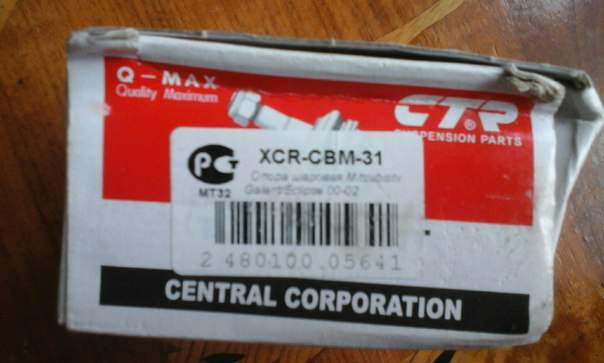 Q-MAX
Quality Maximum
CTR®
SUSPENSION PARTS
РСТ
МТ32
XCR-CBM-31
Опора шаровая Mitsubishi
Galant/Eclipse 00-02
2 480100 05641
CENTRAL CORPORATION